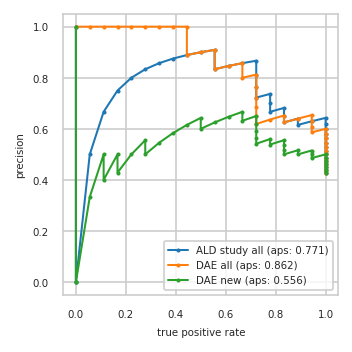 1.0
0.8
0.6
0.4
0.2
0.0
precision
ALD study all (aps: 0.771)
DAE all (aps: 0.862)
DAE new (aps: 0.556)
0.0 0.2 0.4 0.6 0.8 1.0
true positive rate